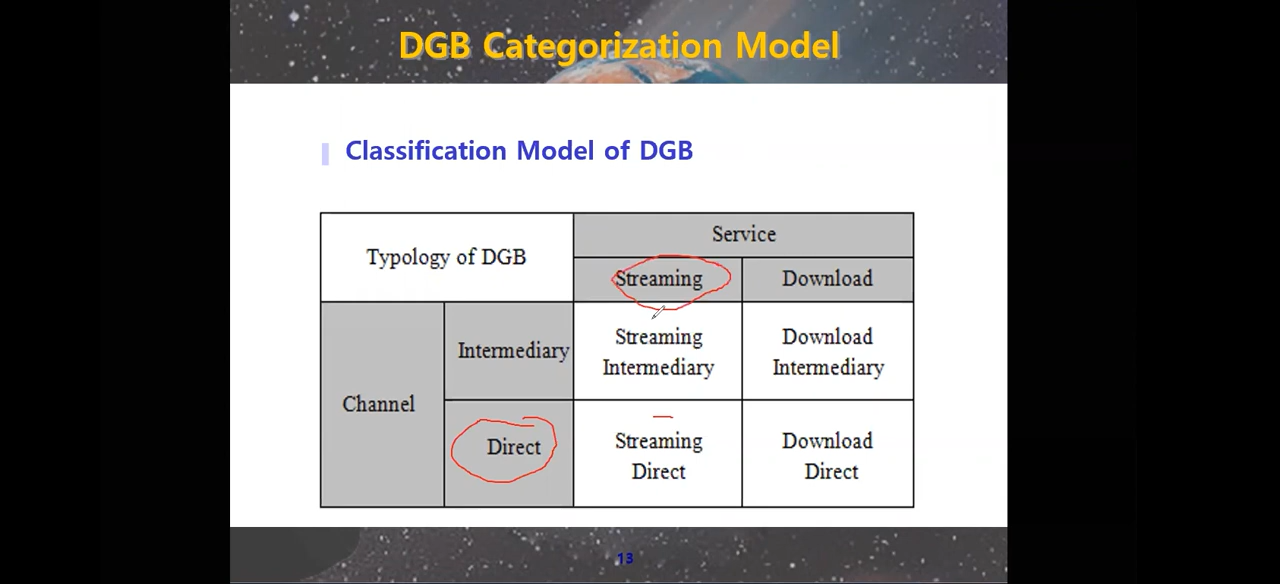 DGB Categorization Model
Classification Model of DGB
Typology of DGB
Service
Streaming
Download
Channel
Intermediary
Streaming
Intermediary
Download
Intermediary
Direct
Streaming
Direct
Download
Direct
13